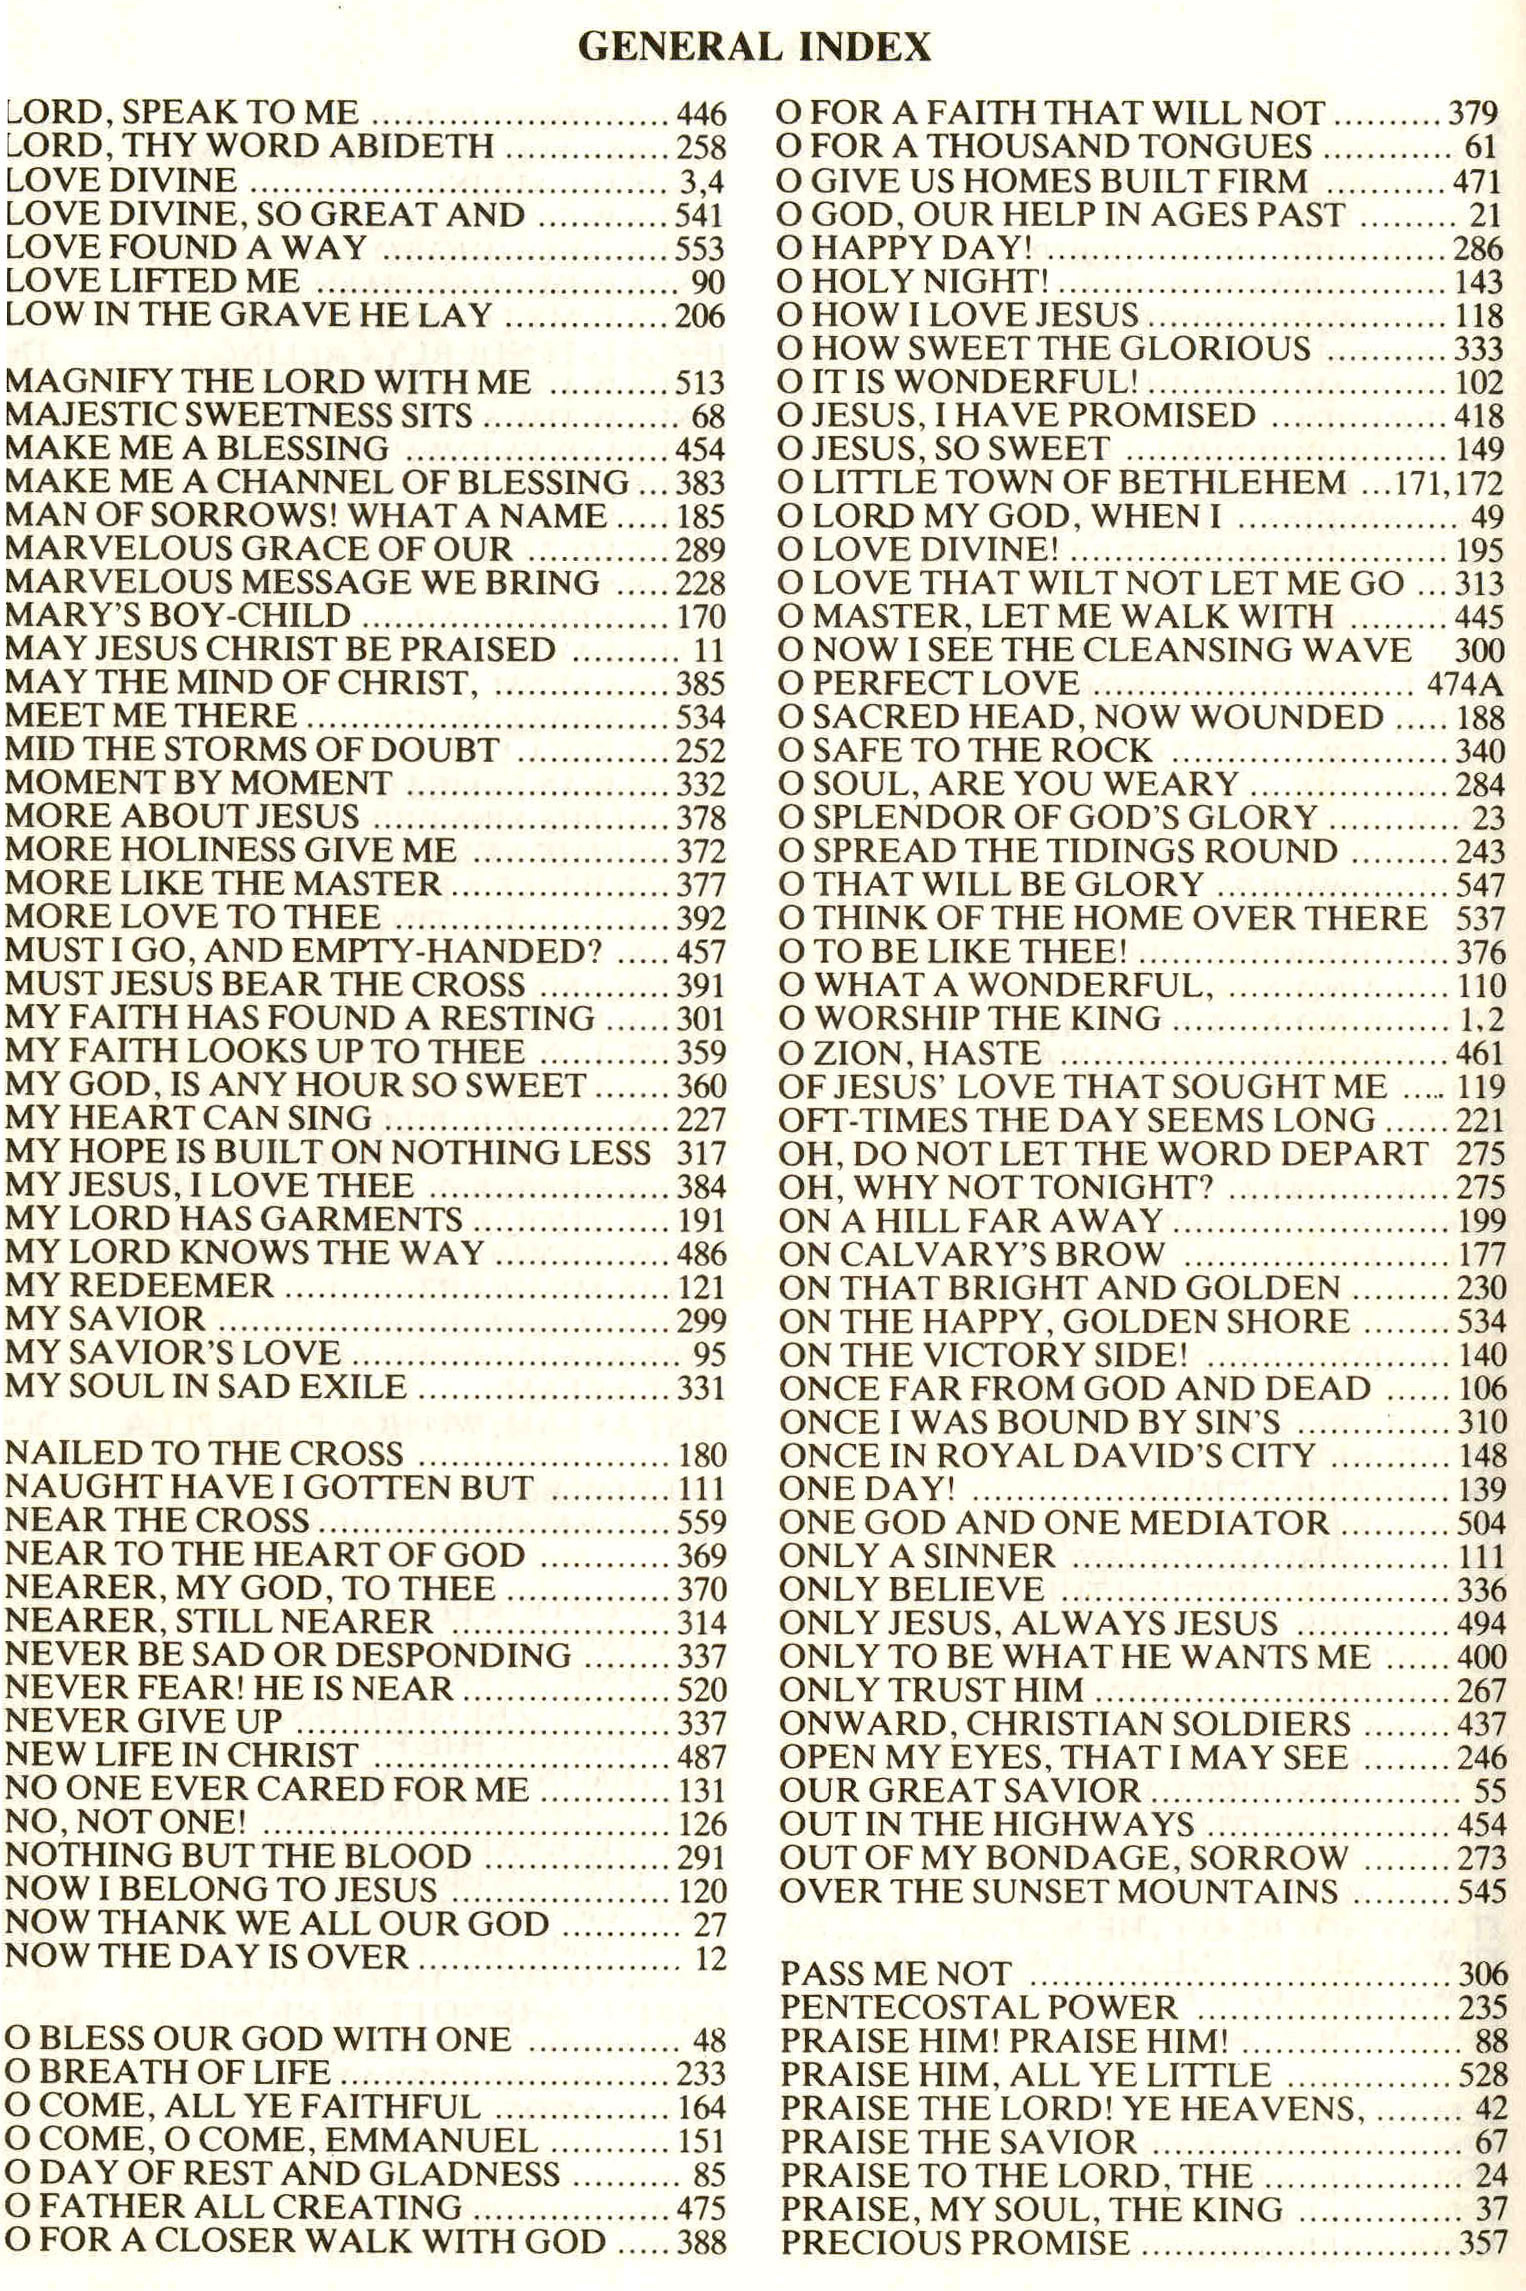 GENERAL INDEX
LORD, SPEAK TO ME .......................... 446
LORD, THY WORD ABIDETH ............... 258
LOVE DIVINE ...................................... 3,4
LOVE DIVINE, SO GREAT AND ............ 541
LOVE FOUND A WAY .......................... 553
LOVE LIFTED ME ................................. 90
LOW IN THE GRAVE HE LAY ............... 206
MAGNIFY THE LORD WITH ME ........... 513
MAJESTIC SWEETNESS SITS .................. 68
MAKE ME A BLESSING ........................ 454
MAKE ME A CHANNEL OF BLESSING ... 383
MAN OF SORROWS! WHAT A NAME ..... 185
MARVELOUS GRACE OF OUR ............. 289
MARVELOUS MESSAGE WE BRING ..... 228
MARY'S BOY-CHILD ............................ 170
MAY JESUS CHRIST BE PRAISED .......... 11
MAY THE MIND OF CHRIST, ................ 385
MEET ME THERE ................................. 534
MID THE STORMS OF DOUBT .............. 252
MOMENT BY MOMENT ........................ 332
MORE ABOUT JESUS ........................... 378
MORE HOLINESS GIVE ME .................. 372
MORE LIKE THE MASTER .................... 377
MORE LOVE TO THEE ......................... 392
MUST I GO, AND EMPTY-HANDED? ..... 457
MUST JESUS BEAR THE CROSS ............ 391
MY FAITH HAS FOUND A RESTING ...... 301
MY FAITH LOOKS UP TO THEE ............ 359
MY GOD, IS ANY HOUR SO SWEET ....... 360
MY HEART CAN SING .......................... 227
MY HOPE IS BUILT ON NOTHING LESS 317
MY JESUS, I LOVE THEE ...................... 384
MY LORD HAS GARMENTS .................. 191
MY LORD KNOWS THE WAY ................ 486
MY REDEEMER ................................... 121
MY SAVIOR ......................................... 299
MY SAVIOR'S LOVE .............................. 95
MY SOUL IN SAD EXILE ....................... 331
NAILED TO THE CROSS ....................... 180
NAUGHT HAVE I GOTTEN BUT ........... 111
NEAR THE CROSS ................................ 559
NEAR TO THE HEART OF GOD ............ 369
NEARER, MY GOD, TO THEE ............... 370
NEARER, STILL NEARER .................... 314
NEVER BE SAD OR DESPONDING ........ 337
NEVER FEAR! HE IS NEAR ................... 520
NEVER GIVE UP .................................. 337
NEW LIFE IN CHRIST ........................... 487
NO ONE EVER CARED FOR ME ............ 131
NO, NOT ONE! ..................................... 126
NOTHING BUT THE BLOOD ................. 291
NOW I BELONG TO JESUS .................... 120
NOW THANK WE ALL OUR GOD ........... 27
NOW THE DAY IS OVER ........................ 12
O BLESS OUR GOD WITH ONE .............. 48
O BREATH OF LIFE .............................. 233
O COME, ALL YE FAITHFUL ................ 164
O COME, O COME, EMMANUEL ........... 151
O DAY OF REST AND GLADNESS .......... 85
O FATHER ALL CREATING .................. 475
O FOR A CLOSER WALK WITH GOD ..... 388
O FOR A FAITH THAT WILL NOT .......... 379
O FOR A THOUSAND TONGUES ............ 61
O GIVE US HOMES BUILT FIRM ........... 471
O GOD, OUR HELP IN AGES PAST ......... 21
O HAPPY DAY! .................................... 286
O HOLY NIGHT! ................................... 143
O HOW I LOVE JESUS ........................... 118
O HOW SWEET THE GLORIOUS ........... 333
O IT IS WONDERFUL! ........................... 102
O JESUS, I HAVE PROMISED ................ 418
O JESUS, SO SWEET ............................. 149
O LITTLE TOWN OF BETHLEHEM ...171,172
O LORD MY GOD, WHEN I .................... 49
O LOVE DIVINE! .................................. 195
O LOVE THAT WILT NOT LET ME GO ... 313
O MASTER, LET ME WALK WITH ......... 445
O NOW I SEE THE CLEANSING WAVE 300
O PERFECT LOVE ............................. 474A
O SACRED HEAD, NOW WOUNDED ..... 188
O SAFE TO THE ROCK ......................... 340
O SOUL, ARE YOU WEARY .................. 284
O SPLENDOR OF GOD'S GLORY ............ 23
O SPREAD THE TIDINGS ROUND ......... 243
O THAT WILL BE GLORY ..................... 547
O THINK OF THE HOME OVER THERE 537
O TO BE LIKE THEE! ............................ 376
O WHAT A WONDERFUL, .................... 110
O WORSHIP THE KING ......................... 1,2
O ZION, HASTE ................................... 461
OF JESUS' LOVE THAT SOUGHT ME ..... 119
OFT-TIMES THE DAY SEEMS LONG ...... 221
OH, DO NOT LET THE WORD DEPART 275
OH, WHY NOT TONIGHT? .................... 275
ON A HILL FAR AWAY ......................... 199
ON CALVARY'S BROW ........................ 177
ON THAT BRIGHT AND GOLDEN ......... 230
ON THE HAPPY, GOLDEN SHORE ........ 534
ON THE VICTORY SIDE! ...................... 140
ONCE FAR FROM GOD AND DEAD ...... 106
ONCE I WAS BOUND BY SIN'S .............. 310
ONCE IN ROYAL DAVID'S CITY ........... 148
ONE DAY! ........................................... 139
ONE GOD AND ONE MEDIATOR .......... 504
ONLY A SINNER .................................. 111
ONLY BELIEVE ................................... 336
ONLY JESUS, ALWAYS JESUS .............. 494
ONLY TO BE WHAT HE WANTS ME ...... 400
ONLY TRUST HIM ................................ 267
ONWARD, CHRISTIAN SOLDIERS ........ 437
OPEN MY EYES, THAT I MAY SEE ........ 246
OUR GREAT SAVIOR ............................ 55
OUT IN THE HIGHWAYS ...................... 454
OUT OF MY BONDAGE, SORROW ........ 273
OVER THE SUNSET MOUNTAINS ......... 545
PASS ME NOT ...................................... 306
PENTECOSTAL POWER ....................... 235
PRAISE HIM! PRAISE HIM! .................... 88
PRAISE HIM, ALL YE LITTLE ............... 528
PRAISE THE LORD! YE HEAVENS, ........ 42
PRAISE THE SAVIOR ............................ 67
PRAISE TO THE LORD, THE .................. 24
PRAISE, MY SOUL, THE KING ............... 37
PRECIOUS PROMISE ............................ 357